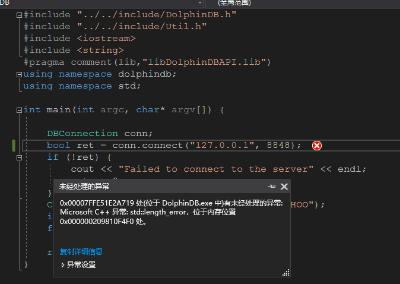 DB
(全局范围)
#include "../../include/DolphinDB.h"
#include "../../include/Util.h"
#include <iostream>
#include <string>
#pragma comment(lib,"libDolphinDBAPI.lib")
using namespace dolphindb;
using namespace std;
int main(int argc, char* argv[]) {
DBConnection conn;
bool ret = conn.connect("127.0.0.1", 8848);
if (!ret) {
cout << "Failed to connect to the server" << endl;
未经处理的异常
0x00007FFE51E2A719 处(位于 DolphinDB.exe 中)有未经处理的异常:
Microsoft C++ 异常: std::length_error，位于内存位置
0x000000209810F4F0 处。
C
HOO");
i
f
复制详细信息
r
异常设置